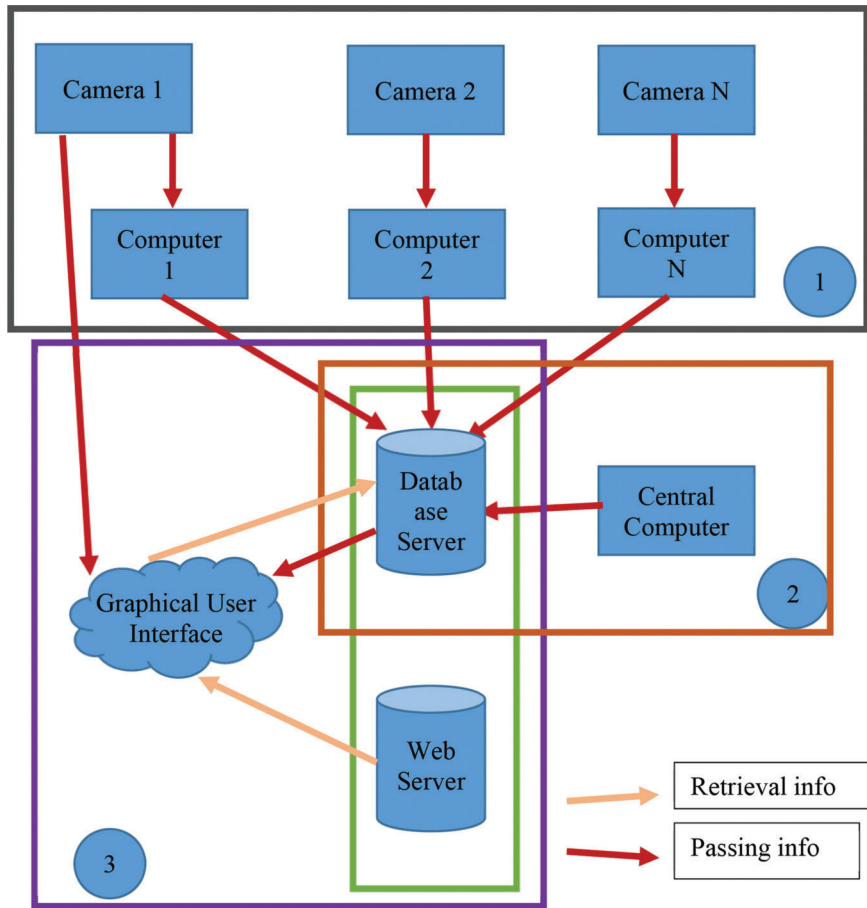 Camera 1
Camera 2
Camera N
Computer
1
Computer
2
Computer
N
1
Datab
ase
Server
Central
Computer
2
Graphical User
Interface
Web
Server
3
Retrieval info
Passing info